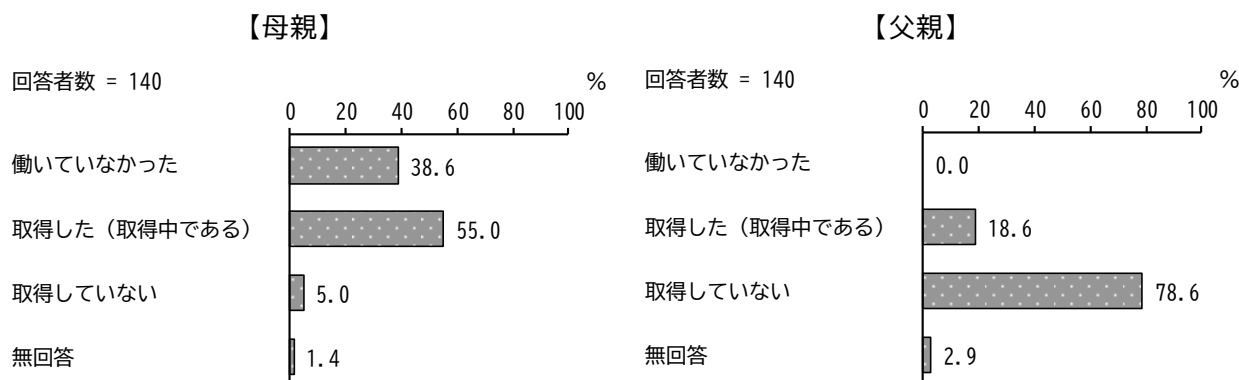 【母親】
回答者数 = 140
%
0 20 40 60 80 100
働いていなかった 38.6
取得した（取得中である） 55.0
取得していない 5.0
無回答 1.4
【父親】
回答者数 = 140
%
0 20 40 60 80 100
働いていなかった 0.0
取得した（取得中である） 18.6
取得していない 78.6
無回答 2.9